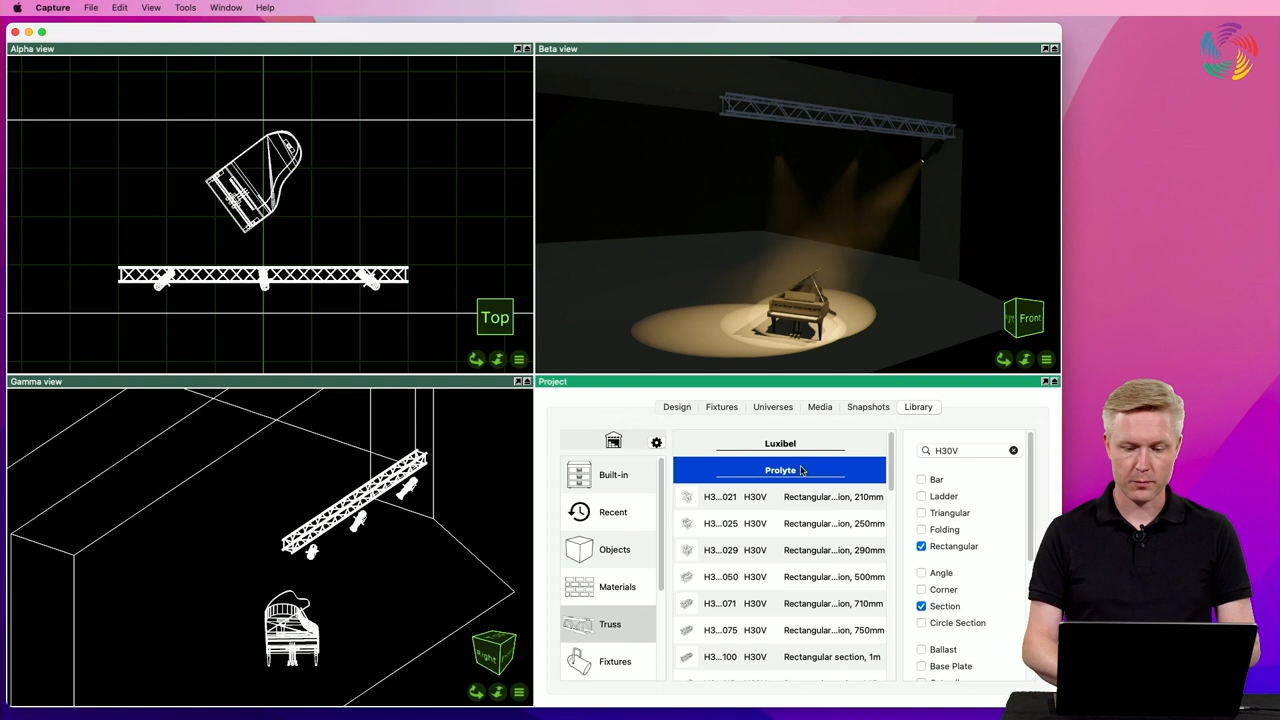 Capture File Edit View Tools Window Help
Alpha view
Beta view
Top
Front
Gamma view
Project
Design Fixtures Universes Media Snapshots Library
Built-in
Recent
Objects
Materials
Truss
Fixtures
Luxibel
Prolyte
H3...021 H30V Rectangular...ion, 210mm
H3...025 H30V Rectangular...ion, 250mm
H3...029 H30V Rectangular...ion, 290mm
H3...050 H30V Rectangular...ion, 500mm
H3...071 H30V Rectangular...ion, 710mm
H3...075 H30V Rectangular...ion, 750mm
H3...100 H30V Rectangular section, 1m
H30V
Bar
Ladder
Triangular
Folding
Rectangular
Angle
Corner
Section
Circle Section
Ballast
Base Plate
Right